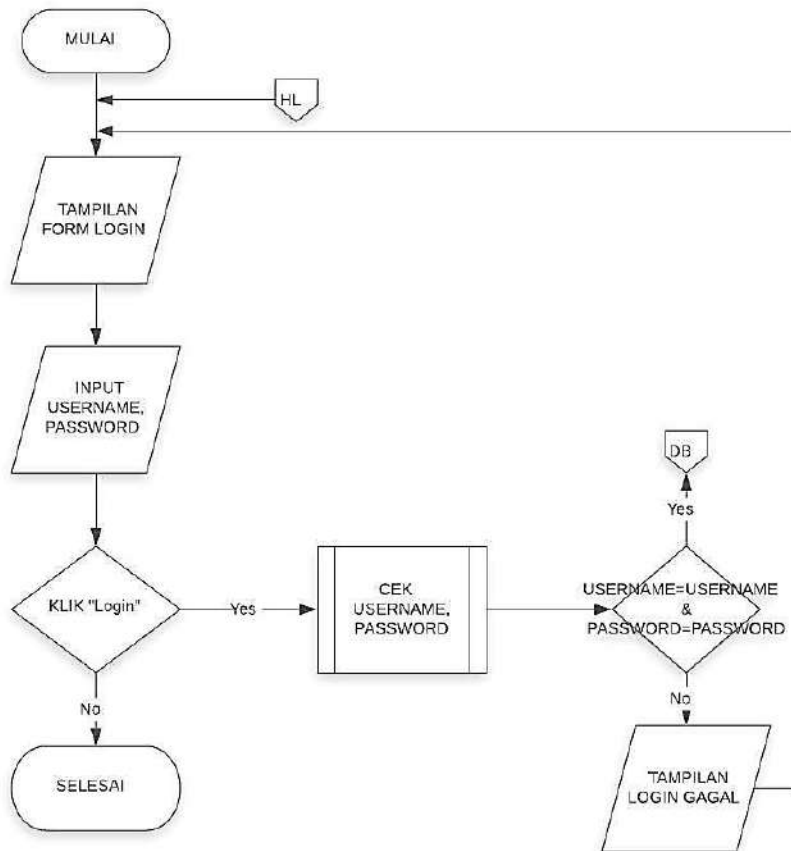 MULAI
HL
TAMPILAN
FORM LOGIN
INPUT
USERNAME,
PASSWORD
DB
Yes
KLIK "Login"
Yes
CEK
USERNAME,
PASSWORD
USERNAME=USERNAME
&
PASSWORD=PASSWORD
No
No
SELESAI
TAMPILAN
LOGIN GAGAL